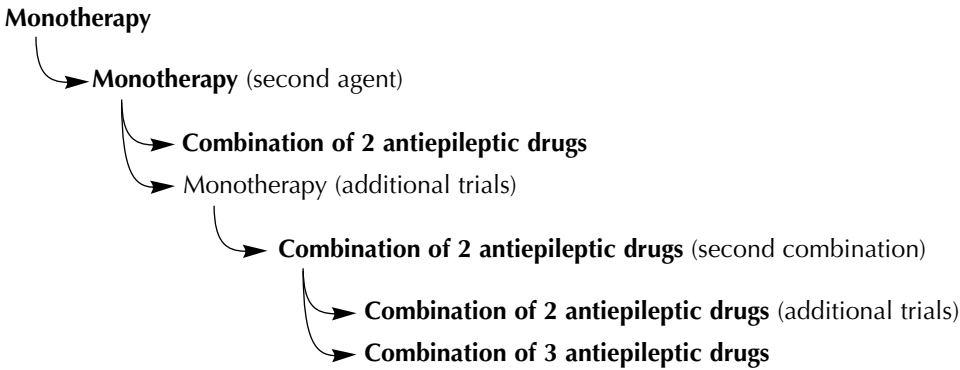 Monotherapy
Monotherapy (second agent)
Combination of 2 antiepileptic drugs
Monotherapy (additional trials)
Combination of 2 antiepileptic drugs (second combination)
Combination of 2 antiepileptic drugs (additional trials)
Combination of 3 antiepileptic drugs